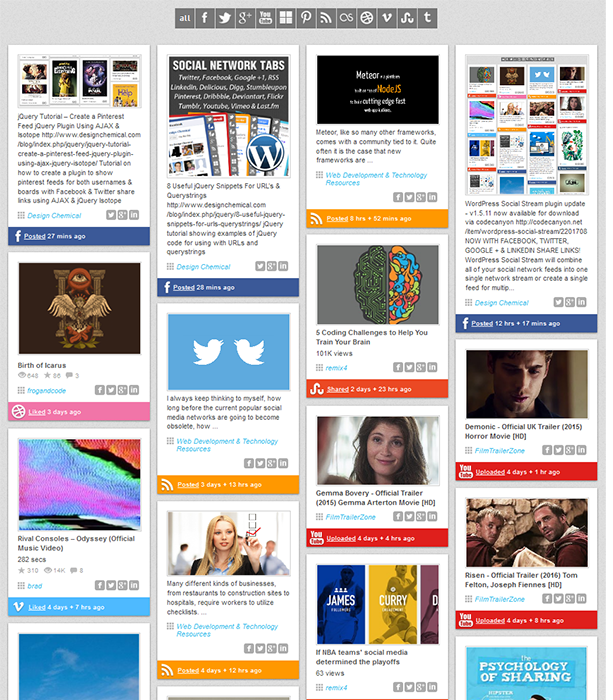 all
jQuery Tutorial – Create a Pinterest
Feed jQuery Plugin Using AJAX &
Isotope http://www.designchemical.com
/blog/index.php/jquery/jquery-tutorial-
create-a-pinterest-feed-jquery-plugin-
using-ajax-jquery-isotope/ Tutorial on
how to create a plugin to show
pinterest feeds for both usernames &
boards with Facebook & Twitter share
links using AJAX & jQuery Isotope
Design Chemical
Posted 27 mins ago
Birth of Icarus
648 86 3
frogandcode
Liked 3 days ago
Rival Consoles – Odyssey (Official
Music Video)
282 secs
310 14K 8
bred
Liked 4 days + 7 hrs ago
SOCIAL NETWORK TABS
Twitter, Facebook, Google +1, RSS
LinkedIn, Delicious, Digg, Stumbleupon
Pinterest, Dribbble, Deviantart, Flickr
Tumblr, Youtube, Vimeo & Last.fm
8 Useful jQuery Snippets For URL's &
Querystrings
http://www.designchemical.com
/blog/index.php/jquery/8-useful-jquery-
snippets-for-urls-querystrings/ jQuery
tutorial showing examples of jQuery
code for using with URLs and
querystrings
Design Chemical
Posted 28 mins ago
I always keep thinking to myself, how
long before the current popular social
networks are going to become
obsolete, how ...
Web Development & Technology
Resources
Posted 3 days + 13 hrs ago
Many different kinds of businesses,
from restaurants to construction sites to
hospitals, require workers to utilize
checklists. ...
Web Development & Technology
Resources
Posted 4 days + 12 hrs ago
Meteor is a platform
built on top of NodeJS
to build cutting edge fast
web applications.
Meteor, like so many other frameworks,
comes with a community tied to it. Quite
often it is the case that new
frameworks are ...
Web Development & Technology
Resources
Posted 8 hrs + 52 mins ago
5 Coding Challenges to Help You
Train Your Brain
101K views
remix4
Shared 2 days + 23 hrs ago
Gemma Bovery - Official Trailer
(2015) Gemma Arterton Movie [HD]
FilmTrailerZone
You Tube Uploaded 4 days + 4 hrs ago
JAMES
FOLLOWERS
CURRY
If NBA teams' social media
determined the playoffs
63 views
remix4
WordPress Social Stream plugin update
- v1.5.11 now available for download
via codecanyon http://codecanyon.net
/item/wordpress-social-stream/2201708
NOW WITH FACEBOOK, TWITTER,
GOOGLE + & LINKEDIN SHARE LINKS!
WordPress Social Stream will combine
all of your social network feeds into one
single network stream or create a single
feed for multip...
Design Chemical
Posted 12 hrs + 17 mins ago
Demonic - Official UK Trailer (2015)
Horror Movie [HD]
FilmTrailerZone
You Tube Uploaded 4 days + 1 hr ago
Risen - Official Trailer (2016) Tom
Felton, Joseph Fiennes [HD]
FilmTrailerZone
You Tube Uploaded 4 days + 8 hrs ago
The
PSYCHOLOGY
OF SHARING